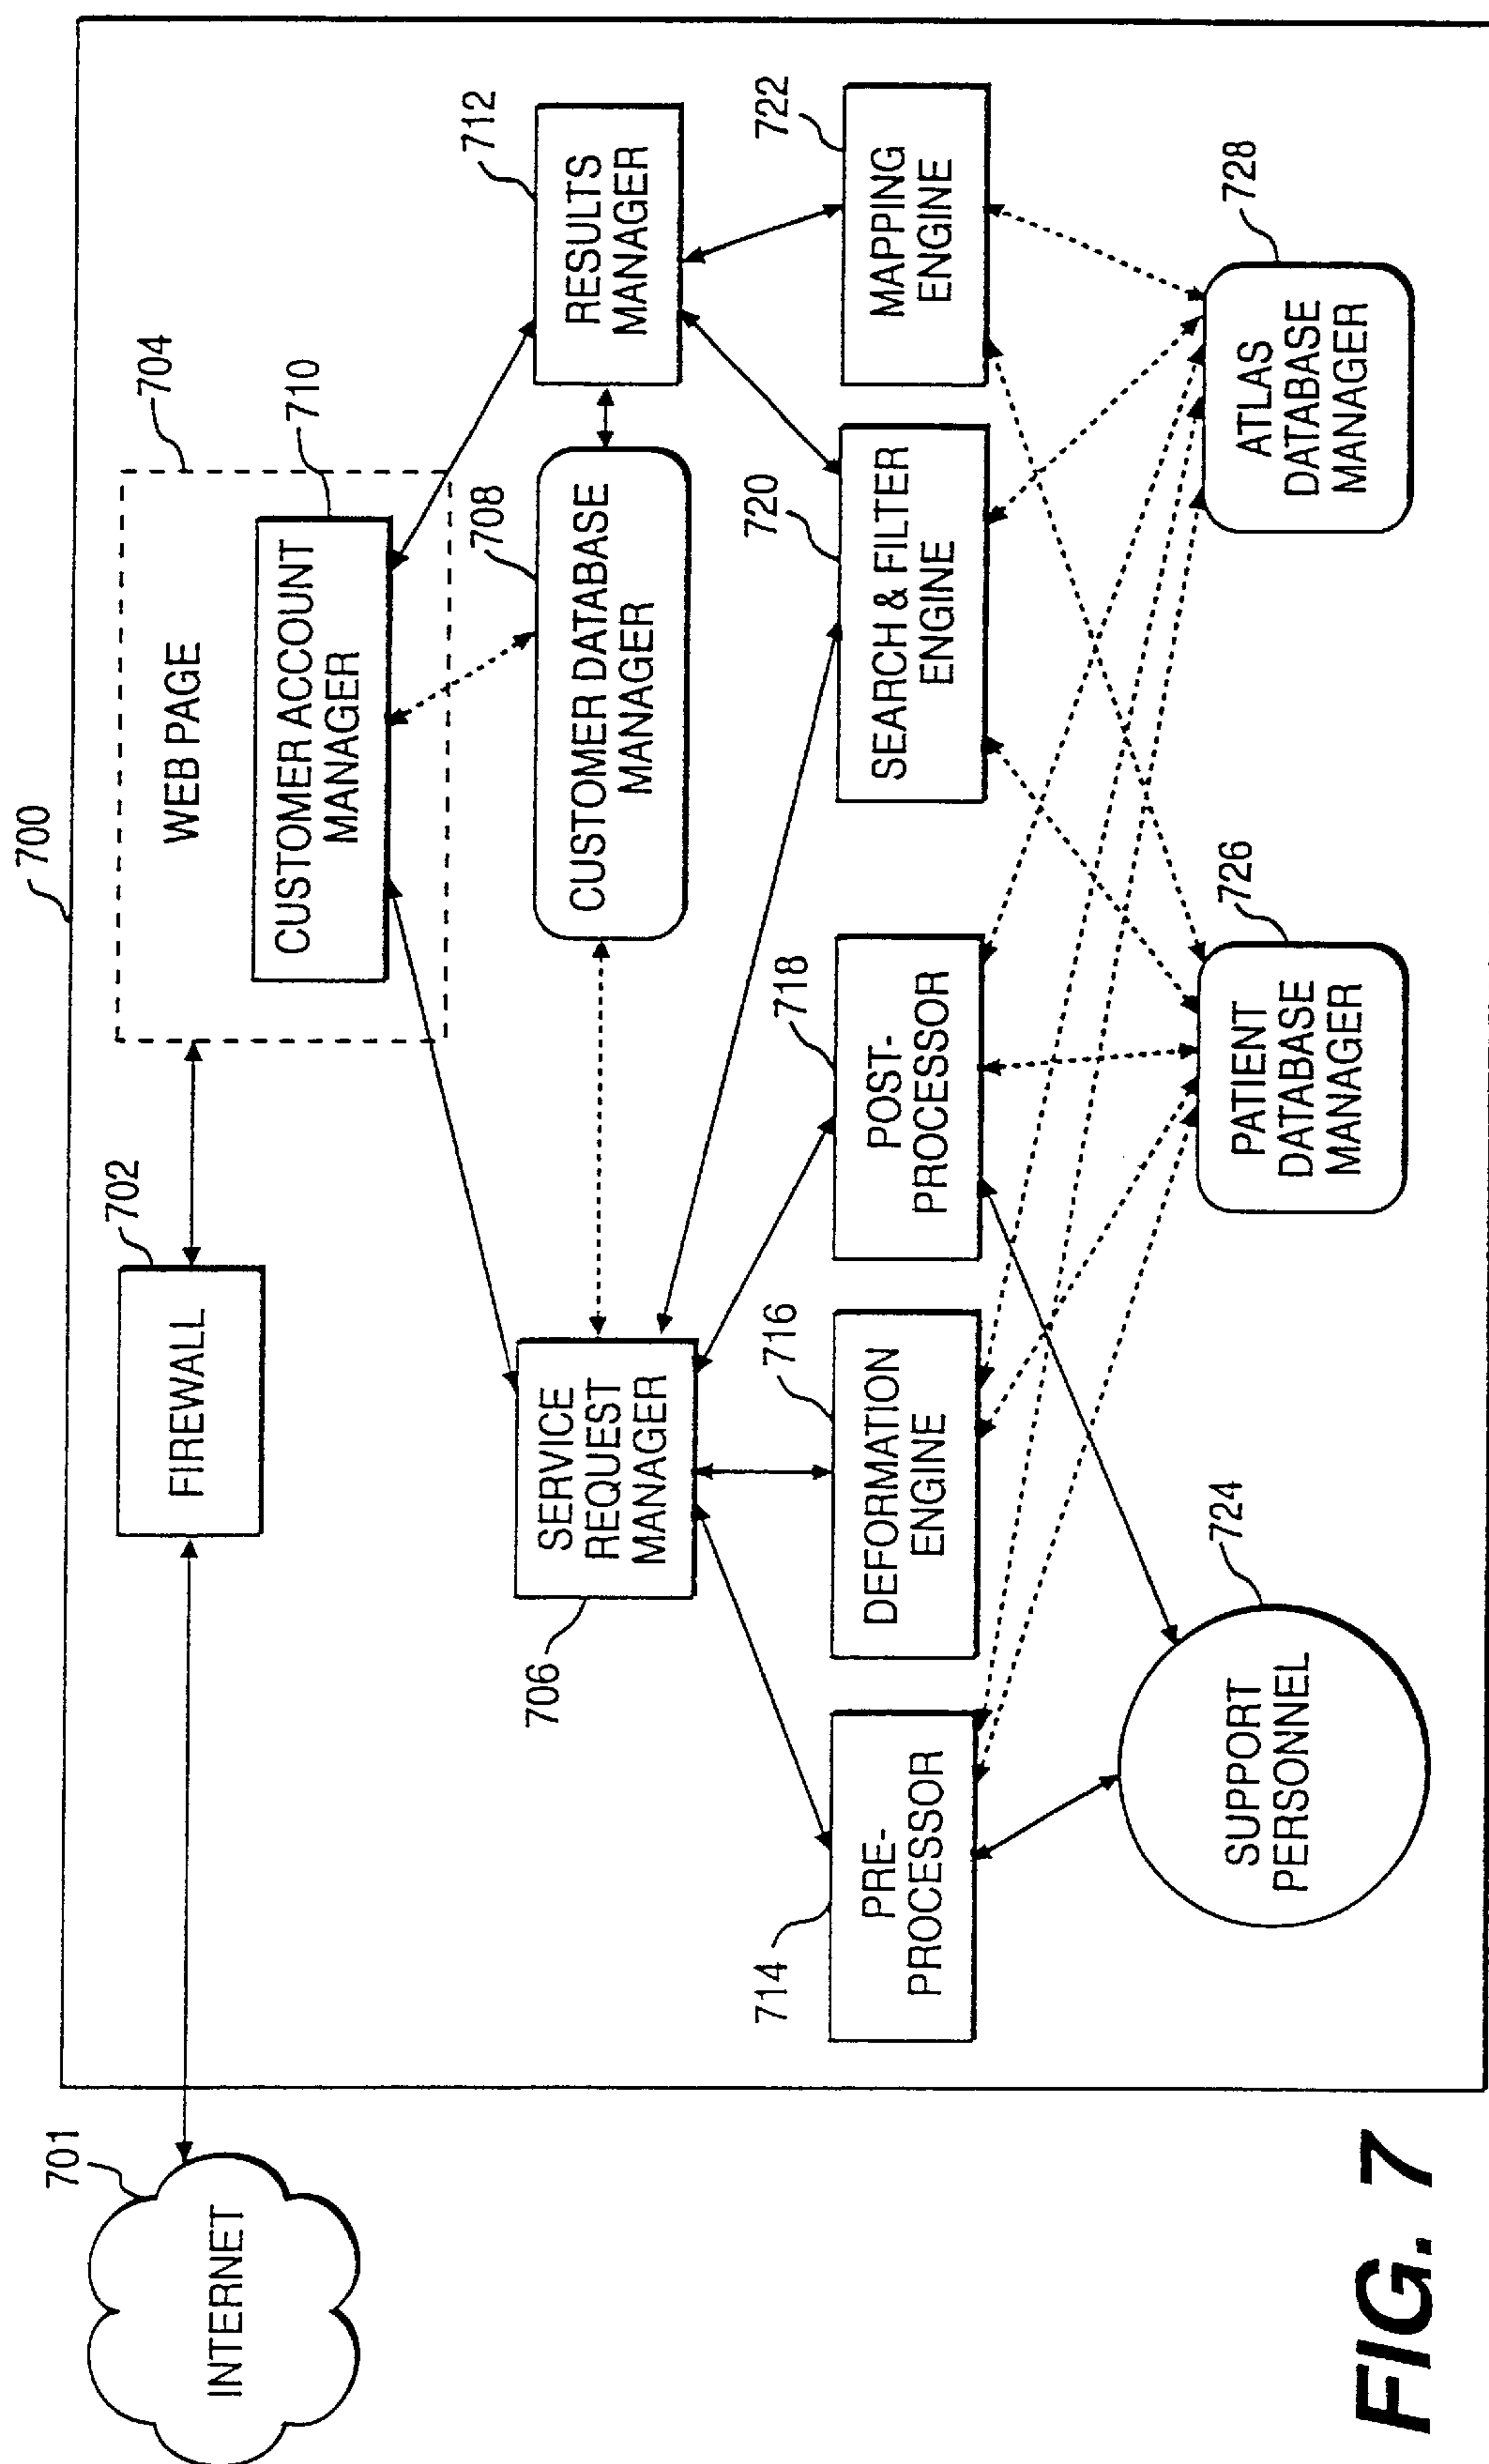 700
701
INTERNET
702
FIREWALL
704
WEB PAGE
710
CUSTOMER ACCOUNT
MANAGER
706
SERVICE
REQUEST
MANAGER
708
CUSTOMER DATABASE
MANAGER
712
RESULTS
MANAGER
714
PRE-
PROCESSOR
716
DEFORMATION
ENGINE
718
POST-
PROCESSOR
720
SEARCH & FILTER
ENGINE
722
MAPPING
ENGINE
724
SUPPORT
PERSONNEL
726
PATIENT
DATABASE
MANAGER
728
ATLAS
DATABASE
MANAGER
FIG. 7